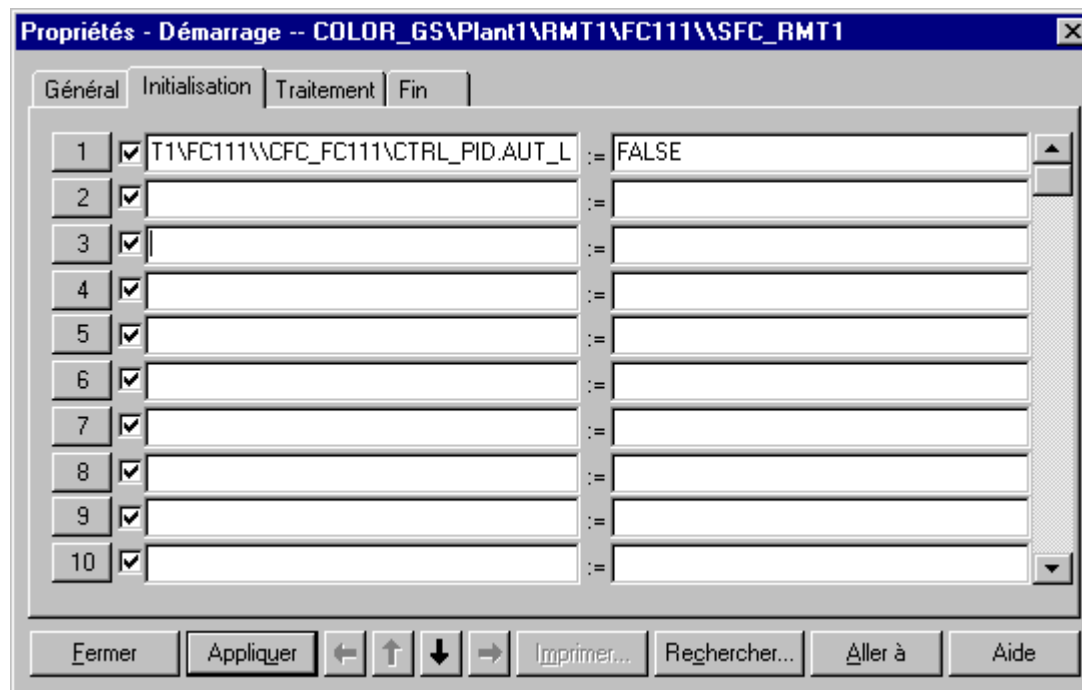 Propriétés - Démarrage -- COLOR_GS\Plant1\RMT1\FC111\\SFC_RMT1
Général Initialisation Traitement Fin
1 T1\FC111\\CFC_FC111\CTRL_PID.AUT_L := FALSE
2 :=
3 :=
4 :=
5 :=
6 :=
7 :=
8 :=
9 :=
10 :=
Fermer Appliquer Imprimer... Rechercher... Aller à Aide